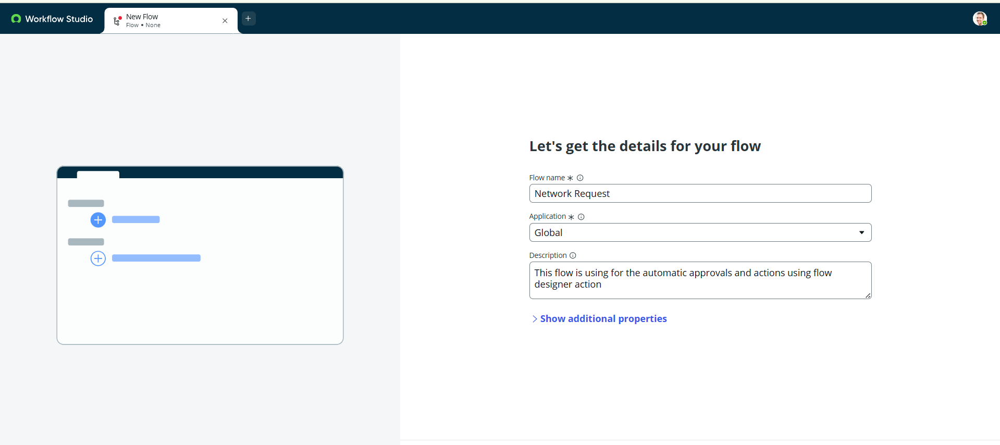 Workflow Studio
New Flow
Flow • None
Let's get the details for your flow
Flow name *
Network Request
Application *
Global
Description
This flow is using for the automatic approvals and actions using flow
designer action
Show additional properties